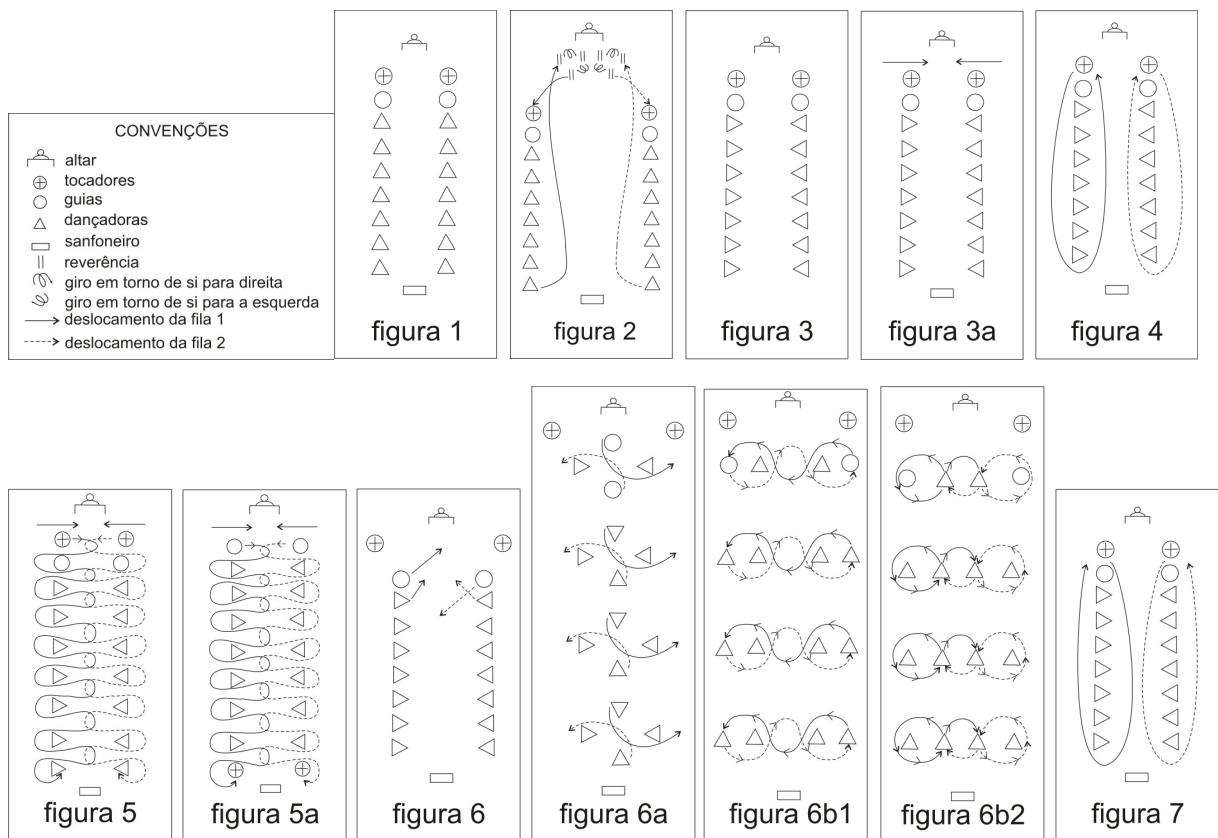 CONVENÇÕES
altar
tocadores
guias
dançadoras
sanfoneiro
reverência
giro em torno de si para direita
giro em torno de si para a esquerda
deslocamento da fila 1
deslocamento da fila 2
figura 1
figura 2
figura 3
figura 3a
figura 4
figura 5
figura 5a
figura 6
figura 6a
figura 6b1
figura 6b2
figura 7